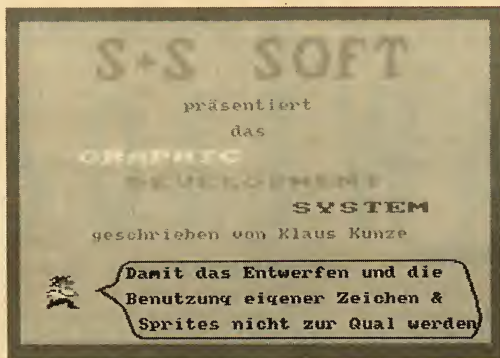 S+S SOFT
präsentiert
das
GRAPHIC
DEVELOPMENT
SYSTEM
geschrieben von Klaus Kunze
Damit das Entwerfen und die
Benutzung eigener Zeichen &
Sprites nicht zur Qual werden